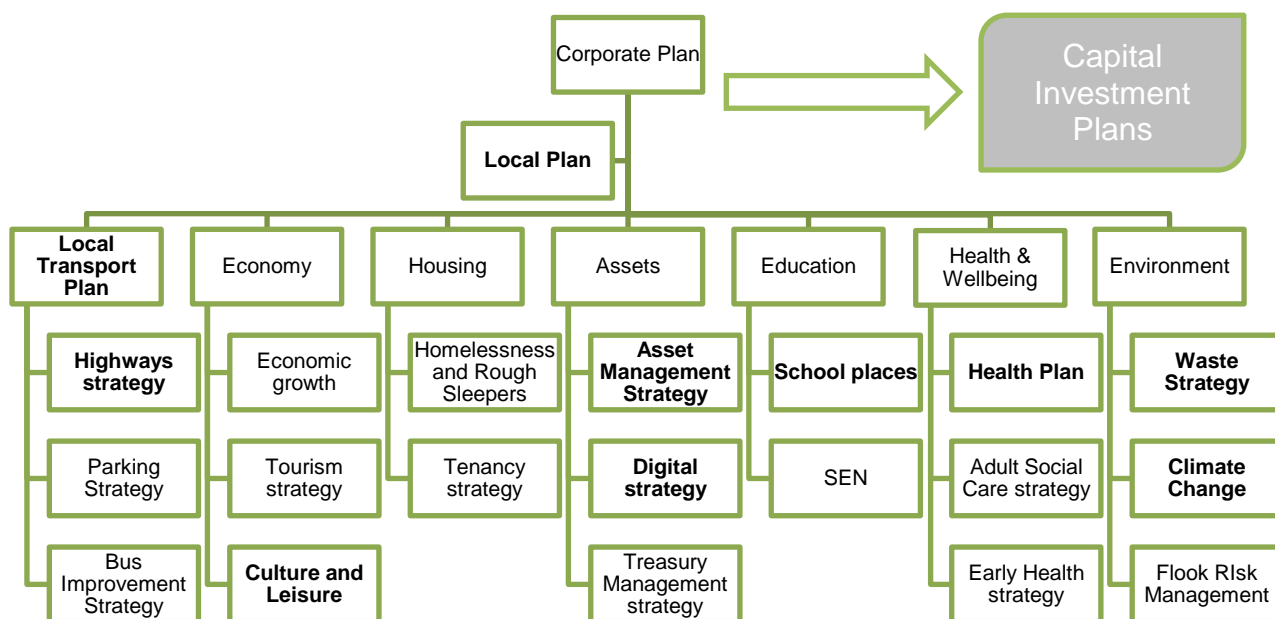 Corporate Plan
Capital
Investment
Plans
Local Plan
Local
Transport
Plan
Economy
Housing
Assets
Education
Health &
Wellbeing
Environment
Highways
strategy
Economic
growth
Homelessness
and Rough
Sleepers
Asset
Management
Strategy
School places
Health Plan
Waste
Strategy
Parking
Strategy
Tourism
strategy
Tenancy
strategy
Digital
strategy
SEN
Adult Social
Care strategy
Climate
Change
Bus
Improvement
Strategy
Culture and
Leisure
Treasury
Management
strategy
Early Health
strategy
Flook RIsk
Management